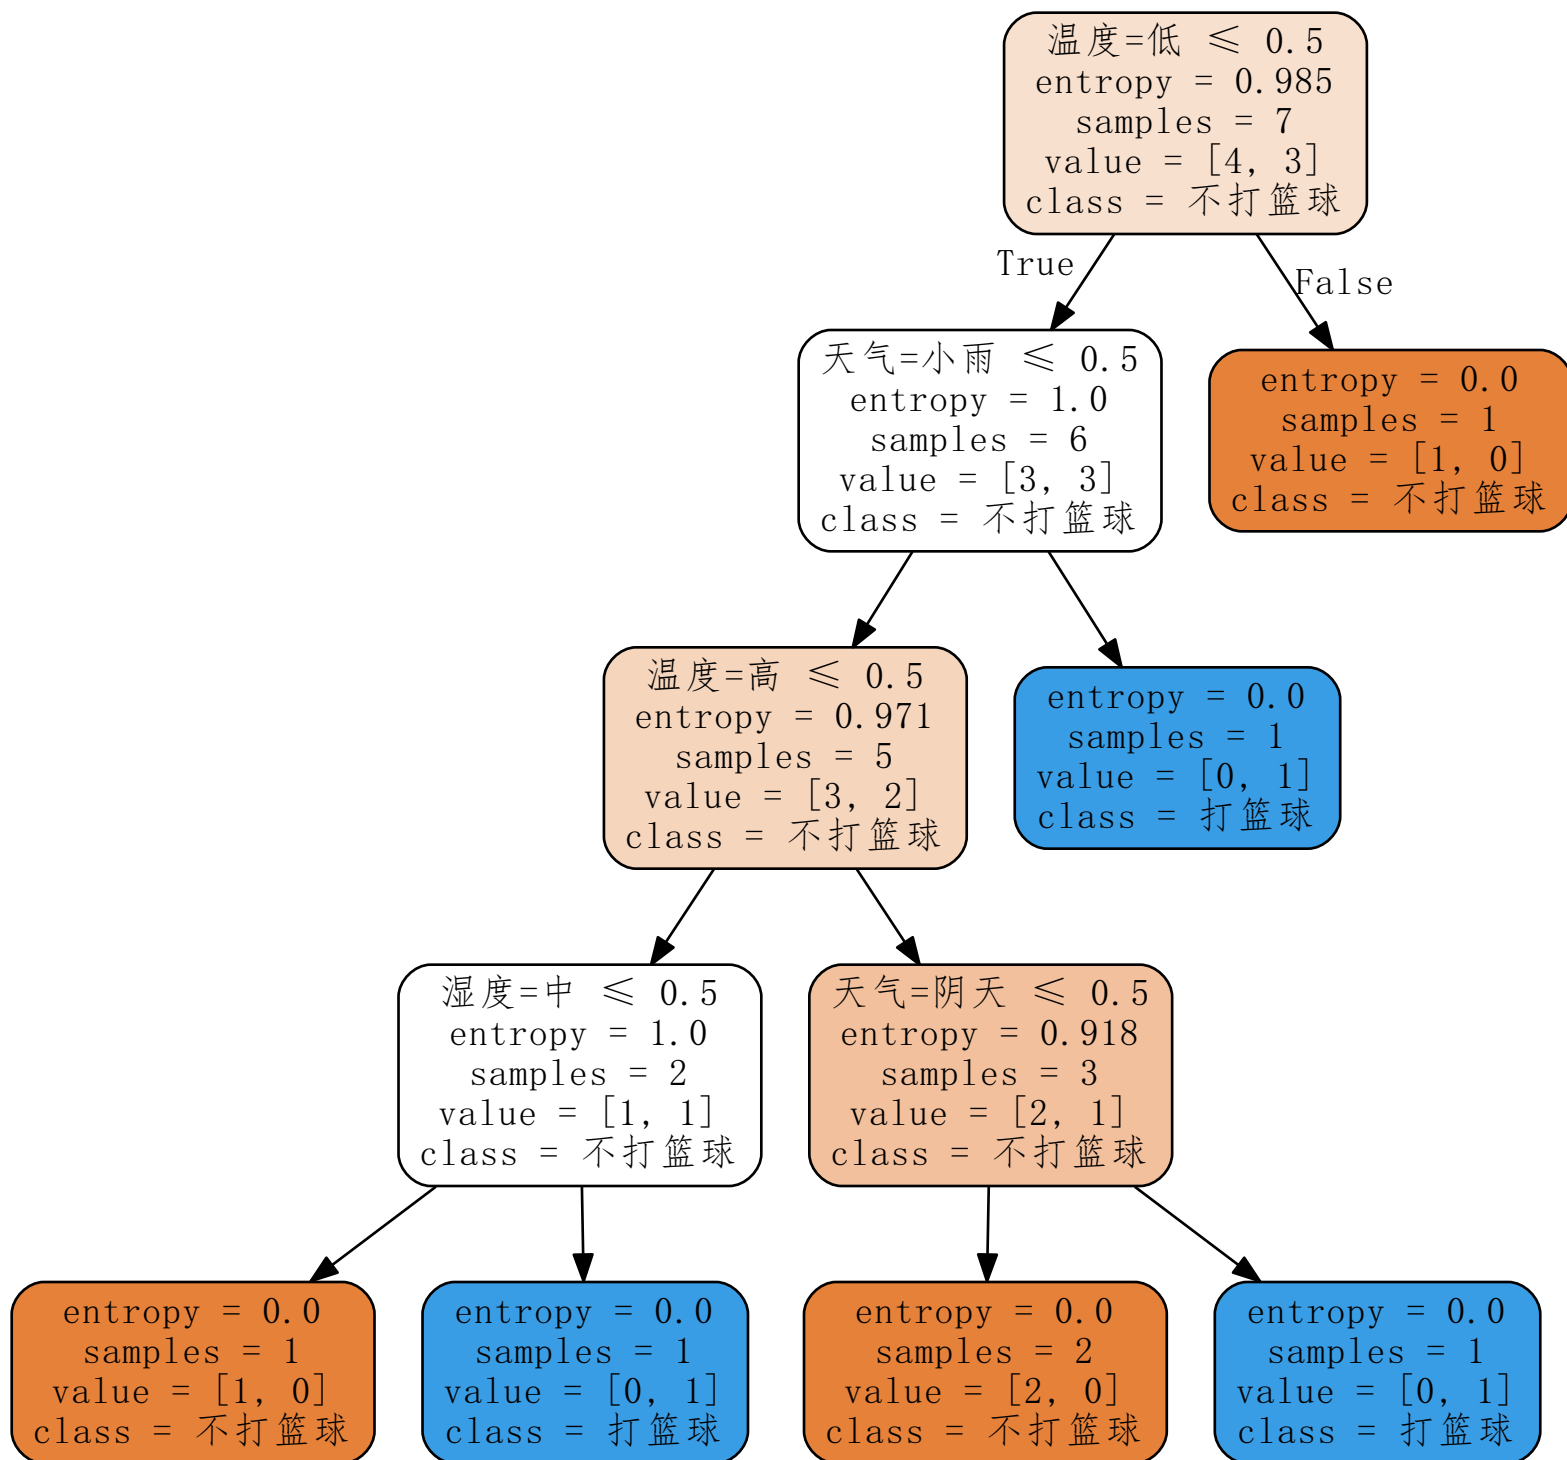 温度=低 ≤ 0.5
entropy = 0.985
samples = 7
value = [4, 3]
class = 不打篮球
True
False
天气=小雨 ≤ 0.5
entropy = 1.0
samples = 6
value = [3, 3]
class = 不打篮球
entropy = 0.0
samples = 1
value = [1, 0]
class = 不打篮球
温度=高 ≤ 0.5
entropy = 0.971
samples = 5
value = [3, 2]
class = 不打篮球
entropy = 0.0
samples = 1
value = [0, 1]
class = 打篮球
湿度=中 ≤ 0.5
entropy = 1.0
samples = 2
value = [1, 1]
class = 不打篮球
天气=阴天 ≤ 0.5
entropy = 0.918
samples = 3
value = [2, 1]
class = 不打篮球
entropy = 0.0
samples = 1
value = [1, 0]
class = 不打篮球
entropy = 0.0
samples = 1
value = [0, 1]
class = 打篮球
entropy = 0.0
samples = 2
value = [2, 0]
class = 不打篮球
entropy = 0.0
samples = 1
value = [0, 1]
class = 打篮球